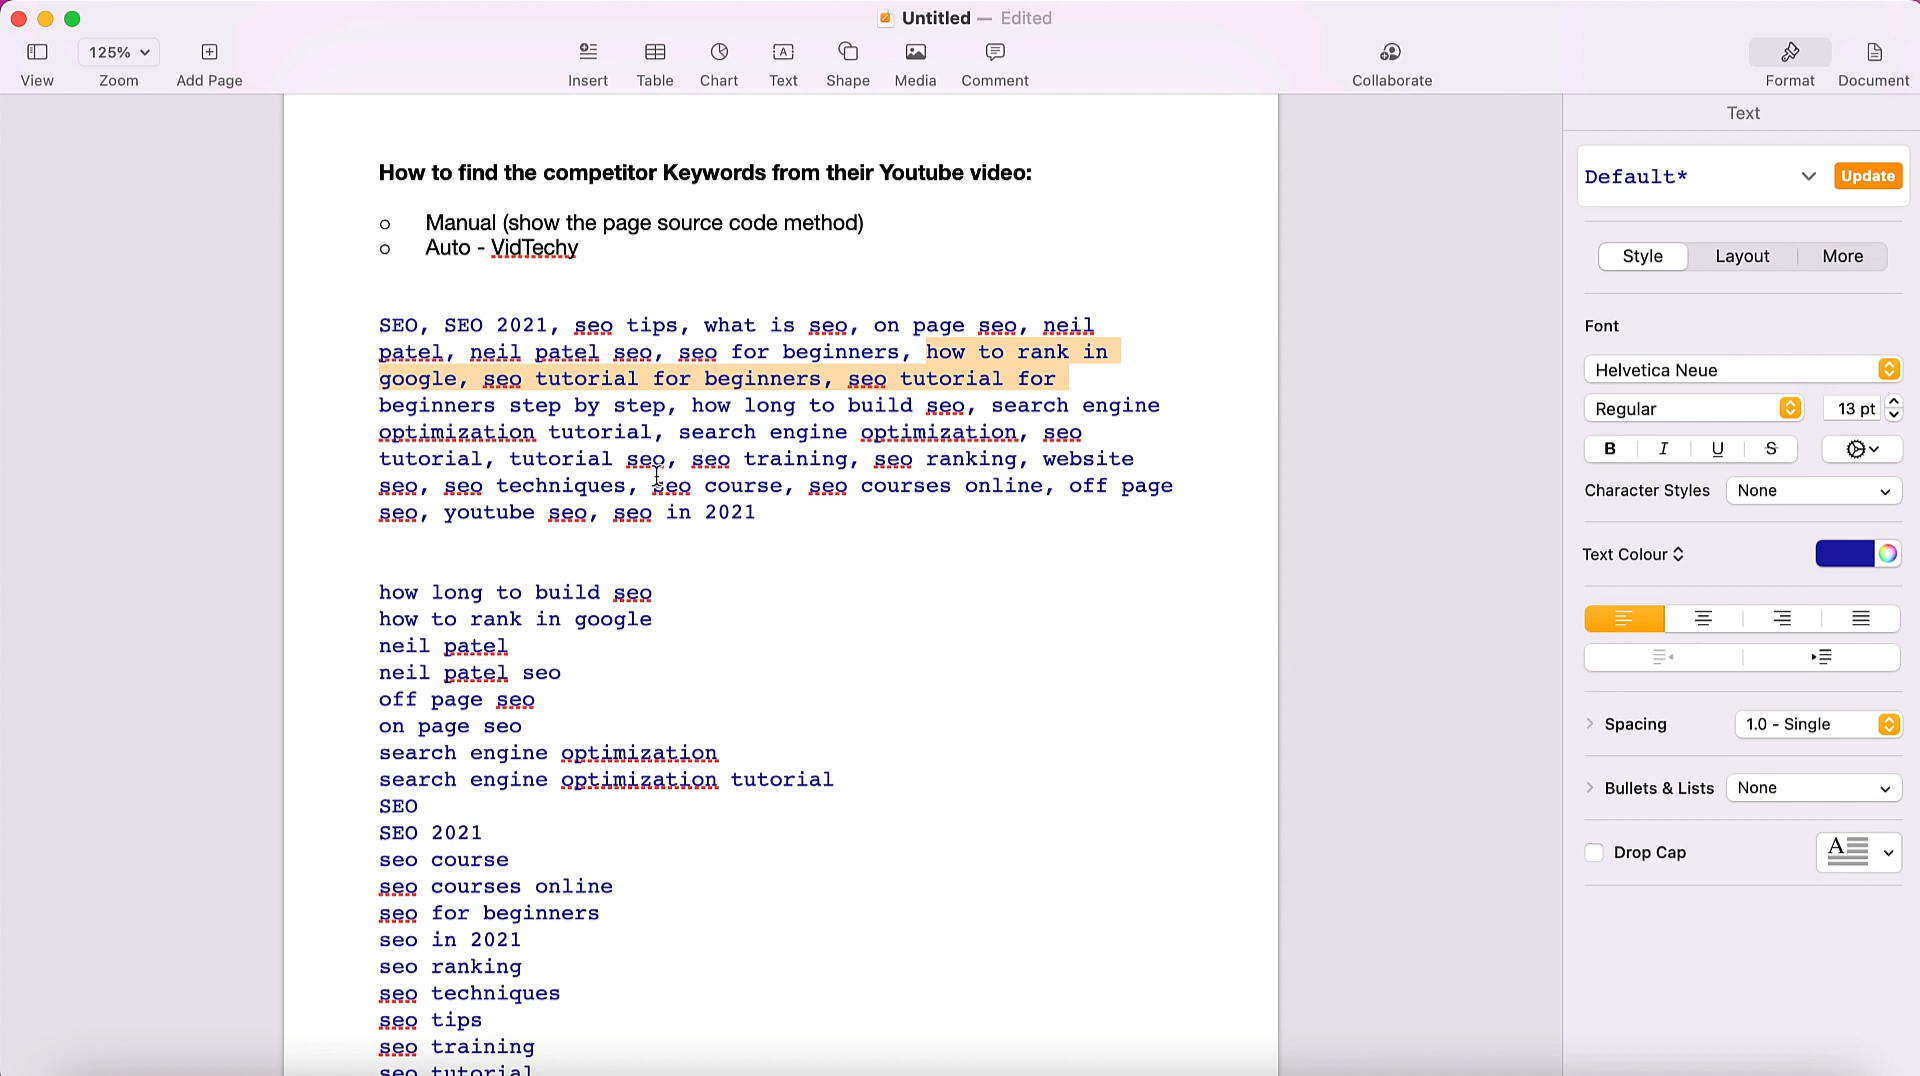 Untitled — Edited
View
125%
Zoom
Add Page
Insert
Table
Chart
Text
Shape
Media
Comment
Collaborate
Format
Document
How to find the competitor Keywords from their Youtube video:
Manual (show the page source code method)
Auto - VidTechy
SEO, SEO 2021, seo tips, what is seo, on page seo, neil
patel, neil patel seo, seo for beginners, how to rank in
google, seo tutorial for beginners, seo tutorial for
beginners step by step, how long to build seo, search engine
optimization tutorial, search engine optimization, seo
tutorial, tutorial seo, seo training, seo ranking, website
seo, seo techniques, seo course, seo courses online, off page
seo, youtube seo, seo in 2021
how long to build seo
how to rank in google
neil patel
neil patel seo
off page seo
on page seo
search engine optimization
search engine optimization tutorial
SEO
SEO 2021
seo course
seo courses online
seo for beginners
seo in 2021
seo ranking
seo techniques
seo tips
seo training
seo tutorial
Text
Default*
Update
Style
Layout
More
Font
Helvetica Neue
Regular
13 pt
B I U S
Character Styles
None
Text Colour
Spacing
1.0 - Single
Bullets & Lists
None
Drop Cap
A